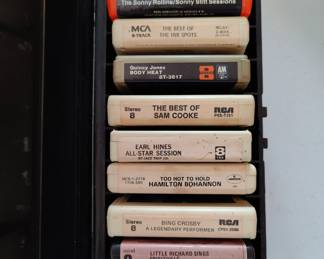 The Sonny Rollins/Sonny Stitt Sessions
MCA
8-TRACK
THE BEST OF
THE INK SPOTS
Quincy Jones
BODY HEAT
8T-3617
AM
Stereo
8
THE BEST OF
SAM COOKE
RCA
EARL HINES
ALL-STAR SESSION
8
TOO HOT TO HOLD
HAMILTON BOHANNON
Stereo
8
BING CROSBY
A LEGENDARY PERFORMER
RCA
LITTLE RICHARD SINGS